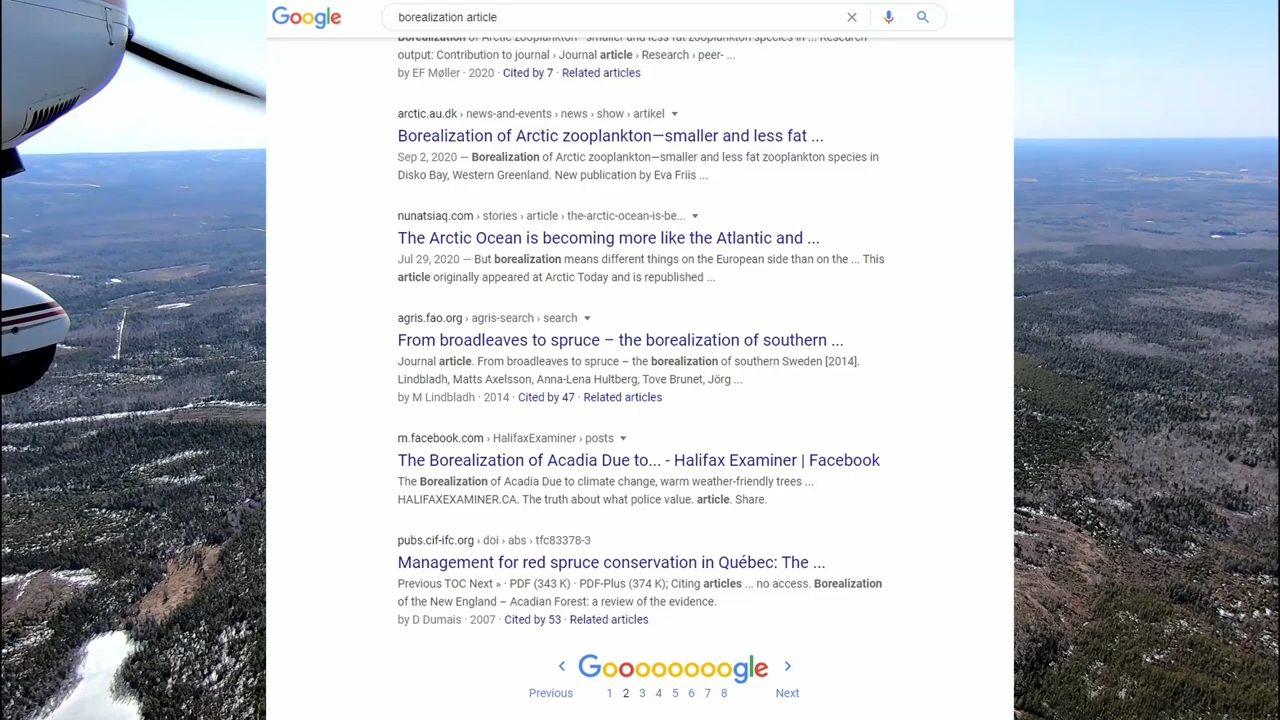 Google
borealization article
Borealization of Arctic zooplankton—smaller and less fat zooplankton species in ... Research
output: Contribution to journal › Journal article › Research › peer- ...
by EF Møller · 2020 Cited by 7 · Related articles
arctic.au.dk › news-and-events › news › show › artikel
Borealization of Arctic zooplankton—smaller and less fat ...
Sep 2, 2020 — Borealization of Arctic zooplankton—smaller and less fat zooplankton species in
Disko Bay, Western Greenland. New publication by Eva Friis ...
nunatsiaq.com › stories › article › the-arctic-ocean-is-be...
The Arctic Ocean is becoming more like the Atlantic and ...
Jul 29, 2020 — But borealization means different things on the European side than on the ... This
article originally appeared at Arctic Today and is republished ...
agris.fao.org › agris-search › search
From broadleaves to spruce – the borealization of southern ...
Journal article. From broadleaves to spruce – the borealization of southern Sweden [2014].
Lindbladh, Matts Axelsson, Anna-Lena Hultberg, Tove Brunet, Jörg ...
by M Lindbladh · 2014 · Cited by 47 · Related articles
m.facebook.com › HalifaxExaminer › posts
The Borealization of Acadia Due to... - Halifax Examiner | Facebook
The Borealization of Acadia Due to climate change, warm weather-friendly trees ...
HALIFAXEXAMINER.CA. The truth about what police value. article. Share.
pubs.cif-ifc.org › doi › abs › tfc83378-3
Management for red spruce conservation in Québec: The ...
Previous TOC Next » · PDF (343 K) · PDF-Plus (374 K); Citing articles ... no access. Borealization
of the New England – Acadian Forest: a review of the evidence.
by D Dumais · 2007 · Cited by 53 · Related articles
Goooooooogle
Previous 1 2 3 4 5 6 7 8 Next